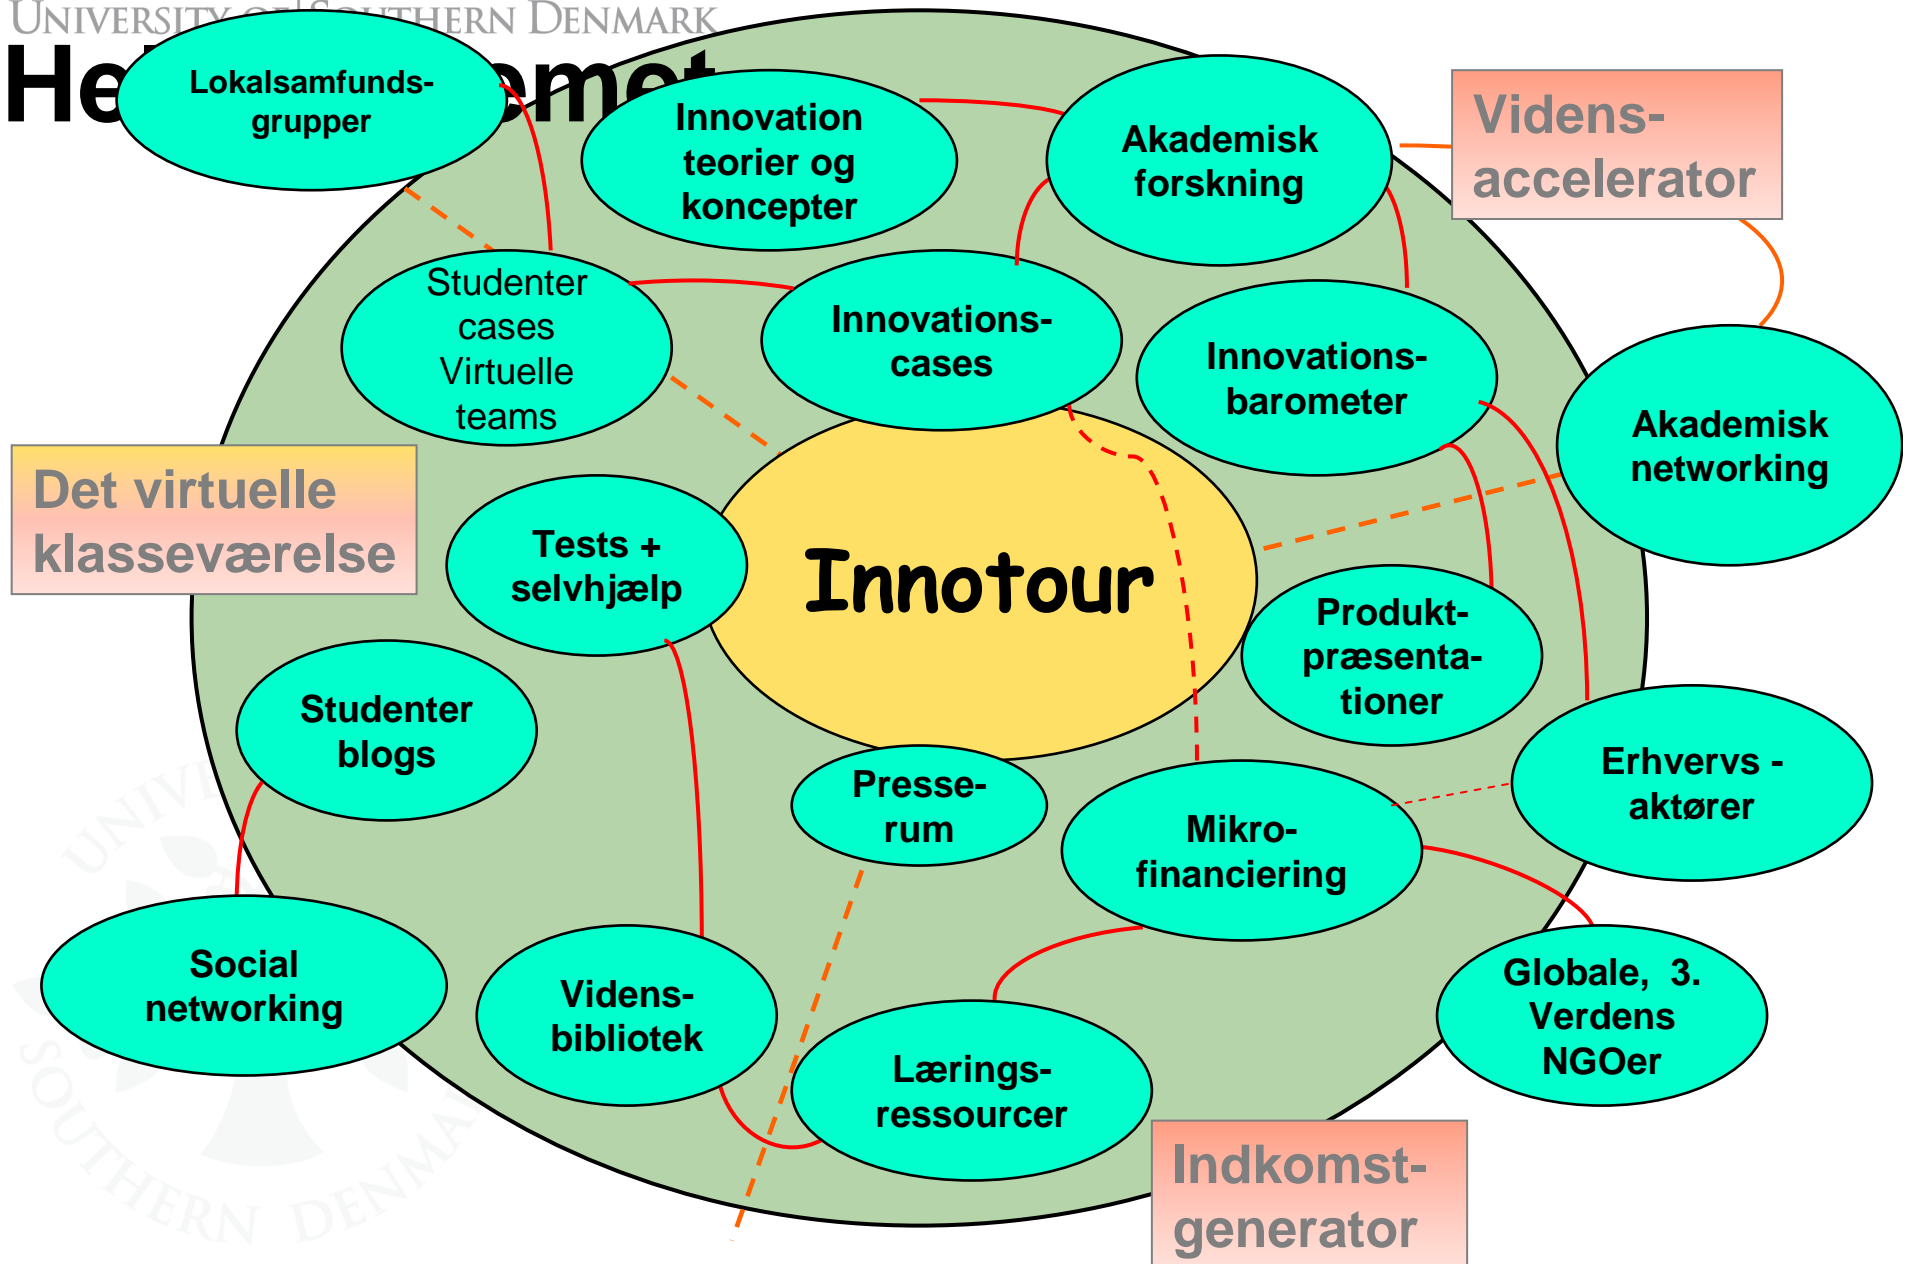 UNIVERSITY OF SOUTHERN DENMARK
Lokalsamfunds-
grupper
Innovation
teorier og
koncepter
Akademisk
forskning
Videns-
accelerator
Studenter
cases
Virtuelle
teams
Innovations-
cases
Innovations-
barometer
Akademisk
networking
Det virtuelle
klasseværelse
Tests +
selvhjælp
Innotour
Produkt-
præsenta-
tioner
Studenter
blogs
Presse-
rum
Mikro-
financiering
Erhvervs -
aktører
Social
networking
Videns-
bibliotek
Lærings-
ressourcer
Globale, 3.
Verdens
NGOer
Indkomst-
generator
SOUTHERN DENMA